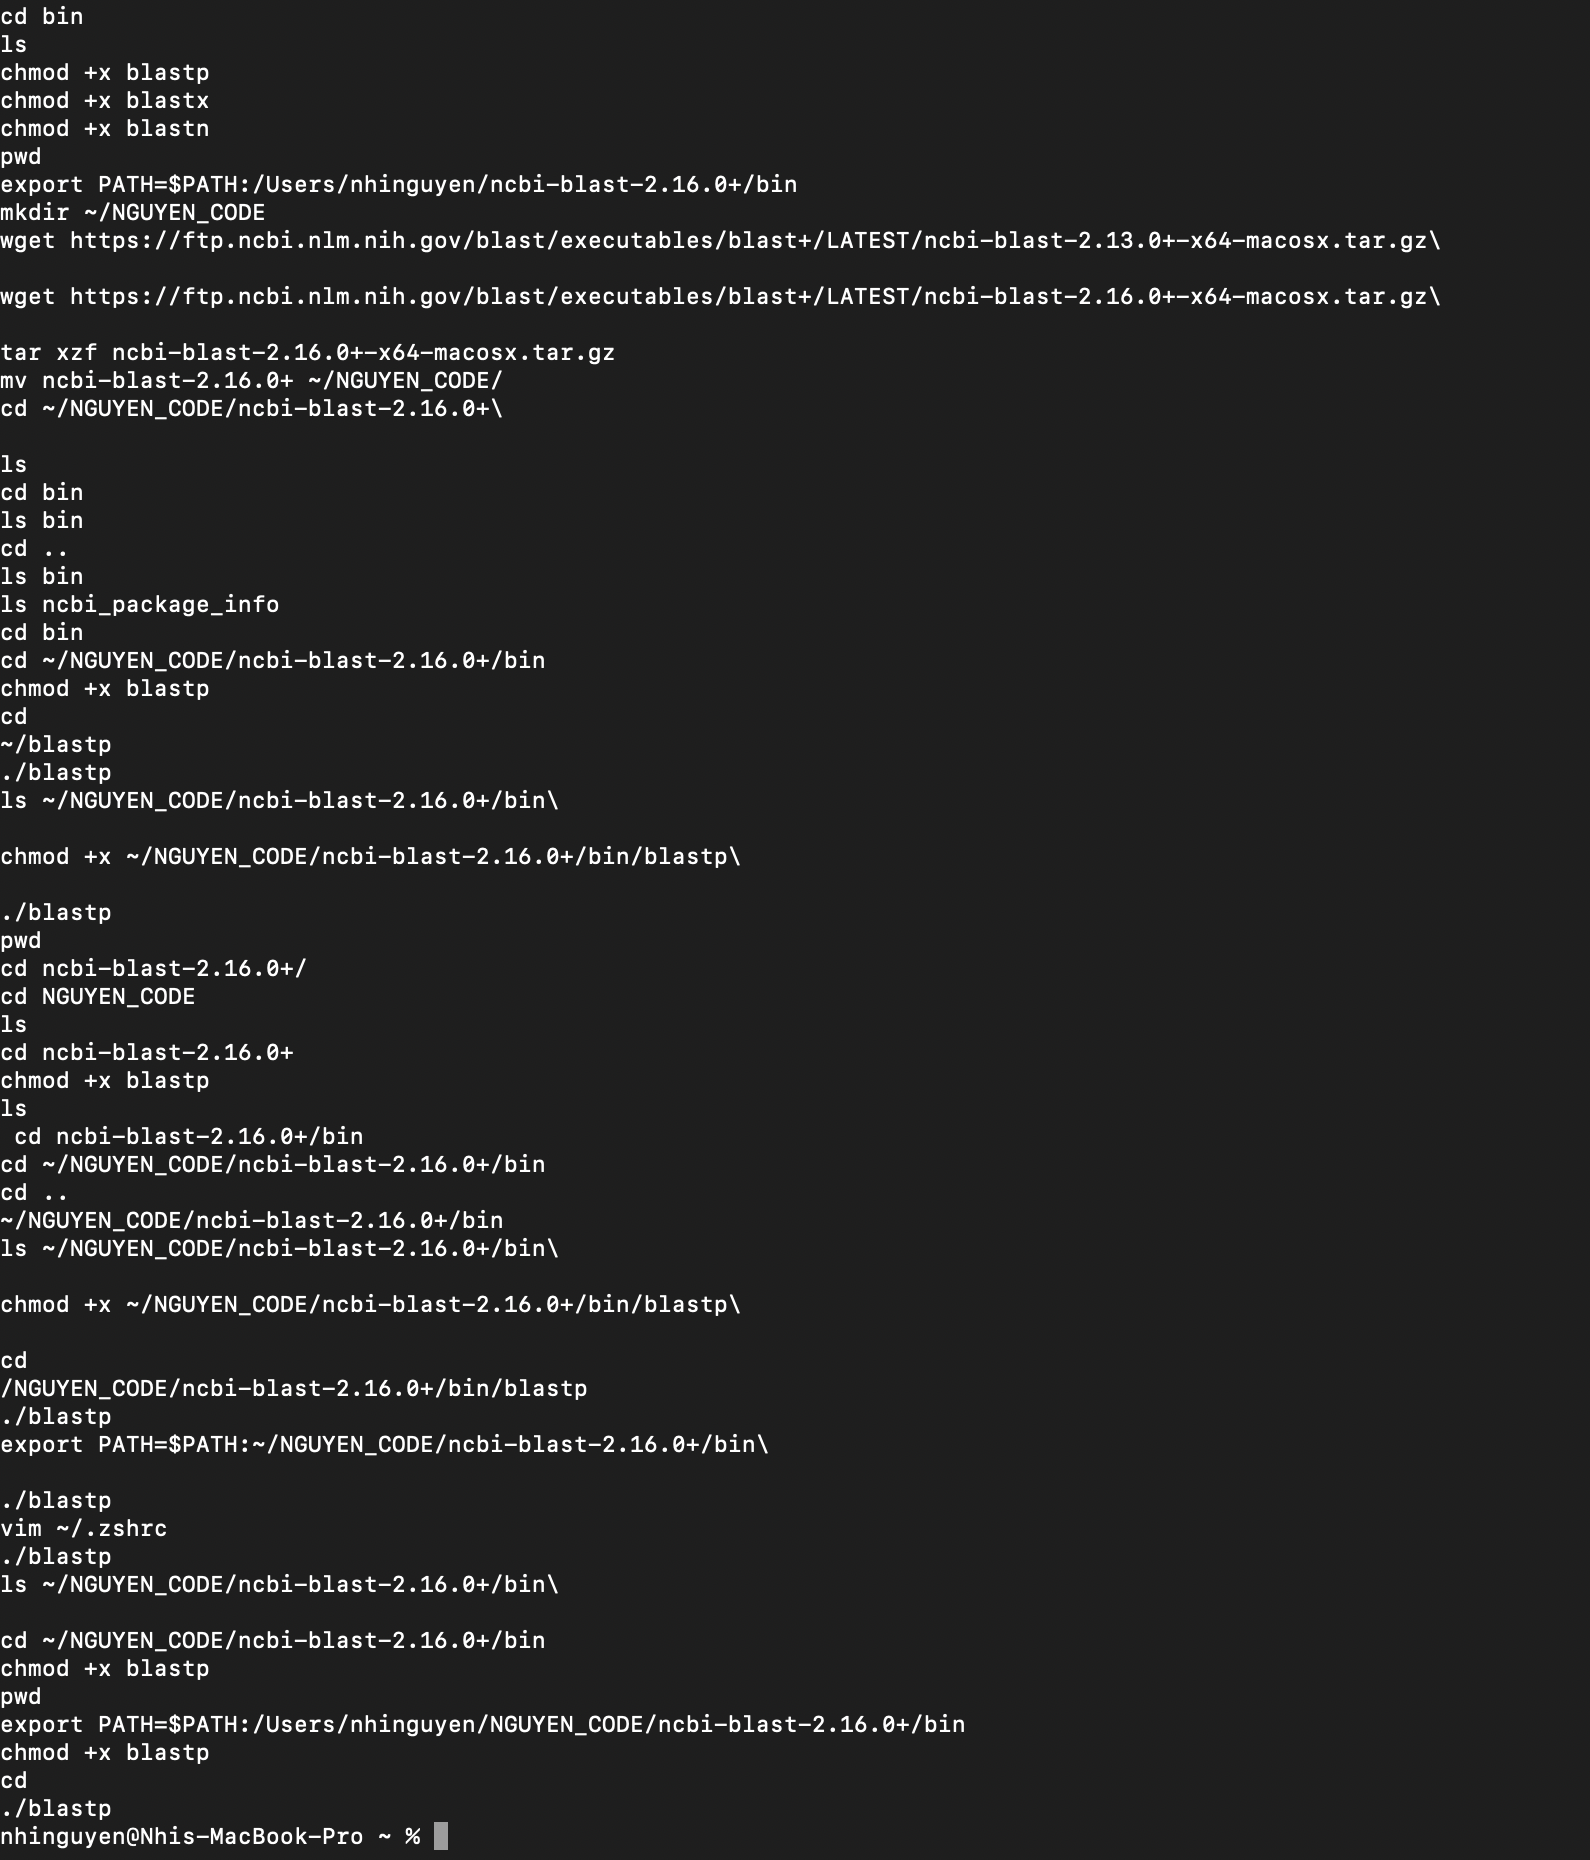 cd bin
ls
chmod +x blastp
chmod +x blastx
chmod +x blastn
pwd
export PATH=$PATH:/Users/nhinguyen/ncbi-blast-2.16.0+/bin
mkdir ~/NGUYEN_CODE
wget https://ftp.ncbi.nlm.nih.gov/blast/executables/blast+/LATEST/ncbi-blast-2.13.0+-x64-macosx.tar.gz\
wget https://ftp.ncbi.nlm.nih.gov/blast/executables/blast+/LATEST/ncbi-blast-2.16.0+-x64-macosx.tar.gz\
tar xzf ncbi-blast-2.16.0+-x64-macosx.tar.gz
mv ncbi-blast-2.16.0+ ~/NGUYEN_CODE/
cd ~/NGUYEN_CODE/ncbi-blast-2.16.0+\
ls
cd bin
ls bin
cd ..
ls bin
ls ncbi_package_info
cd bin
cd ~/NGUYEN_CODE/ncbi-blast-2.16.0+/bin
chmod +x blastp
cd
~/blastp
./blastp
ls ~/NGUYEN_CODE/ncbi-blast-2.16.0+/bin\
chmod +x ~/NGUYEN_CODE/ncbi-blast-2.16.0+/bin/blastp\
./blastp
pwd
cd ncbi-blast-2.16.0+/
cd NGUYEN_CODE
ls
cd ncbi-blast-2.16.0+
chmod +x blastp
ls
 cd ncbi-blast-2.16.0+/bin
cd ~/NGUYEN_CODE/ncbi-blast-2.16.0+/bin
cd ..
~/NGUYEN_CODE/ncbi-blast-2.16.0+/bin
ls ~/NGUYEN_CODE/ncbi-blast-2.16.0+/bin\
chmod +x ~/NGUYEN_CODE/ncbi-blast-2.16.0+/bin/blastp\
cd
/NGUYEN_CODE/ncbi-blast-2.16.0+/bin/blastp
./blastp
export PATH=$PATH:~/NGUYEN_CODE/ncbi-blast-2.16.0+/bin\
./blastp
vim ~/.zshrc
./blastp
ls ~/NGUYEN_CODE/ncbi-blast-2.16.0+/bin\
cd ~/NGUYEN_CODE/ncbi-blast-2.16.0+/bin
chmod +x blastp
pwd
export PATH=$PATH:/Users/nhinguyen/NGUYEN_CODE/ncbi-blast-2.16.0+/bin
chmod +x blastp
cd
./blastp
nhinguyen@Nhis-MacBook-Pro ~ %